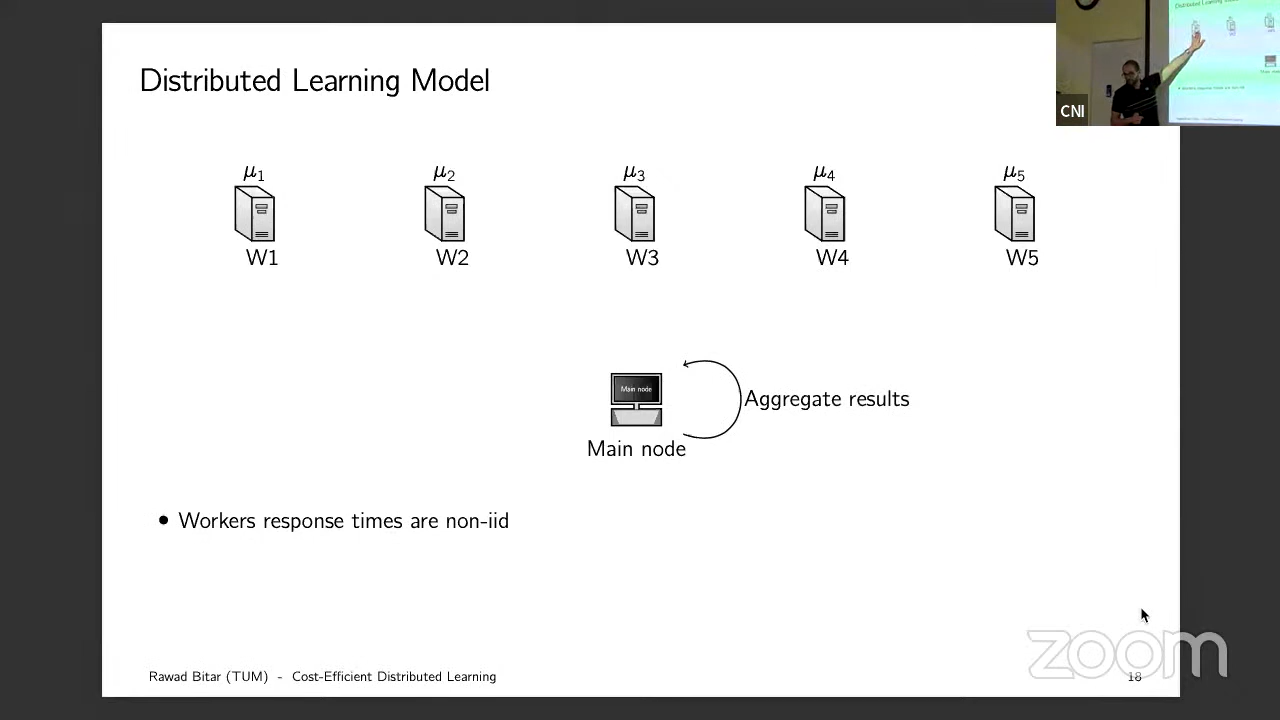 Distributed Learning Model
CNI
μ1 μ2 μ3 μ4 μ5
W1 W2 W3 W4 W5
Main node
Aggregate results
Main node
• Workers response times are non-iid
zoom
Rawad Bitar (TUM) - Cost-Efficient Distributed Learning
18